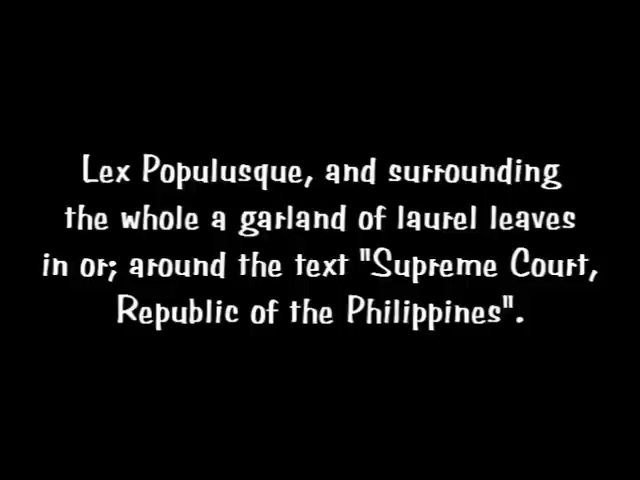 Lex Populusque, and surrounding
the whole a garland of laurel leaves
in or; around the text "Supreme Court,
Republic of the Philippines".